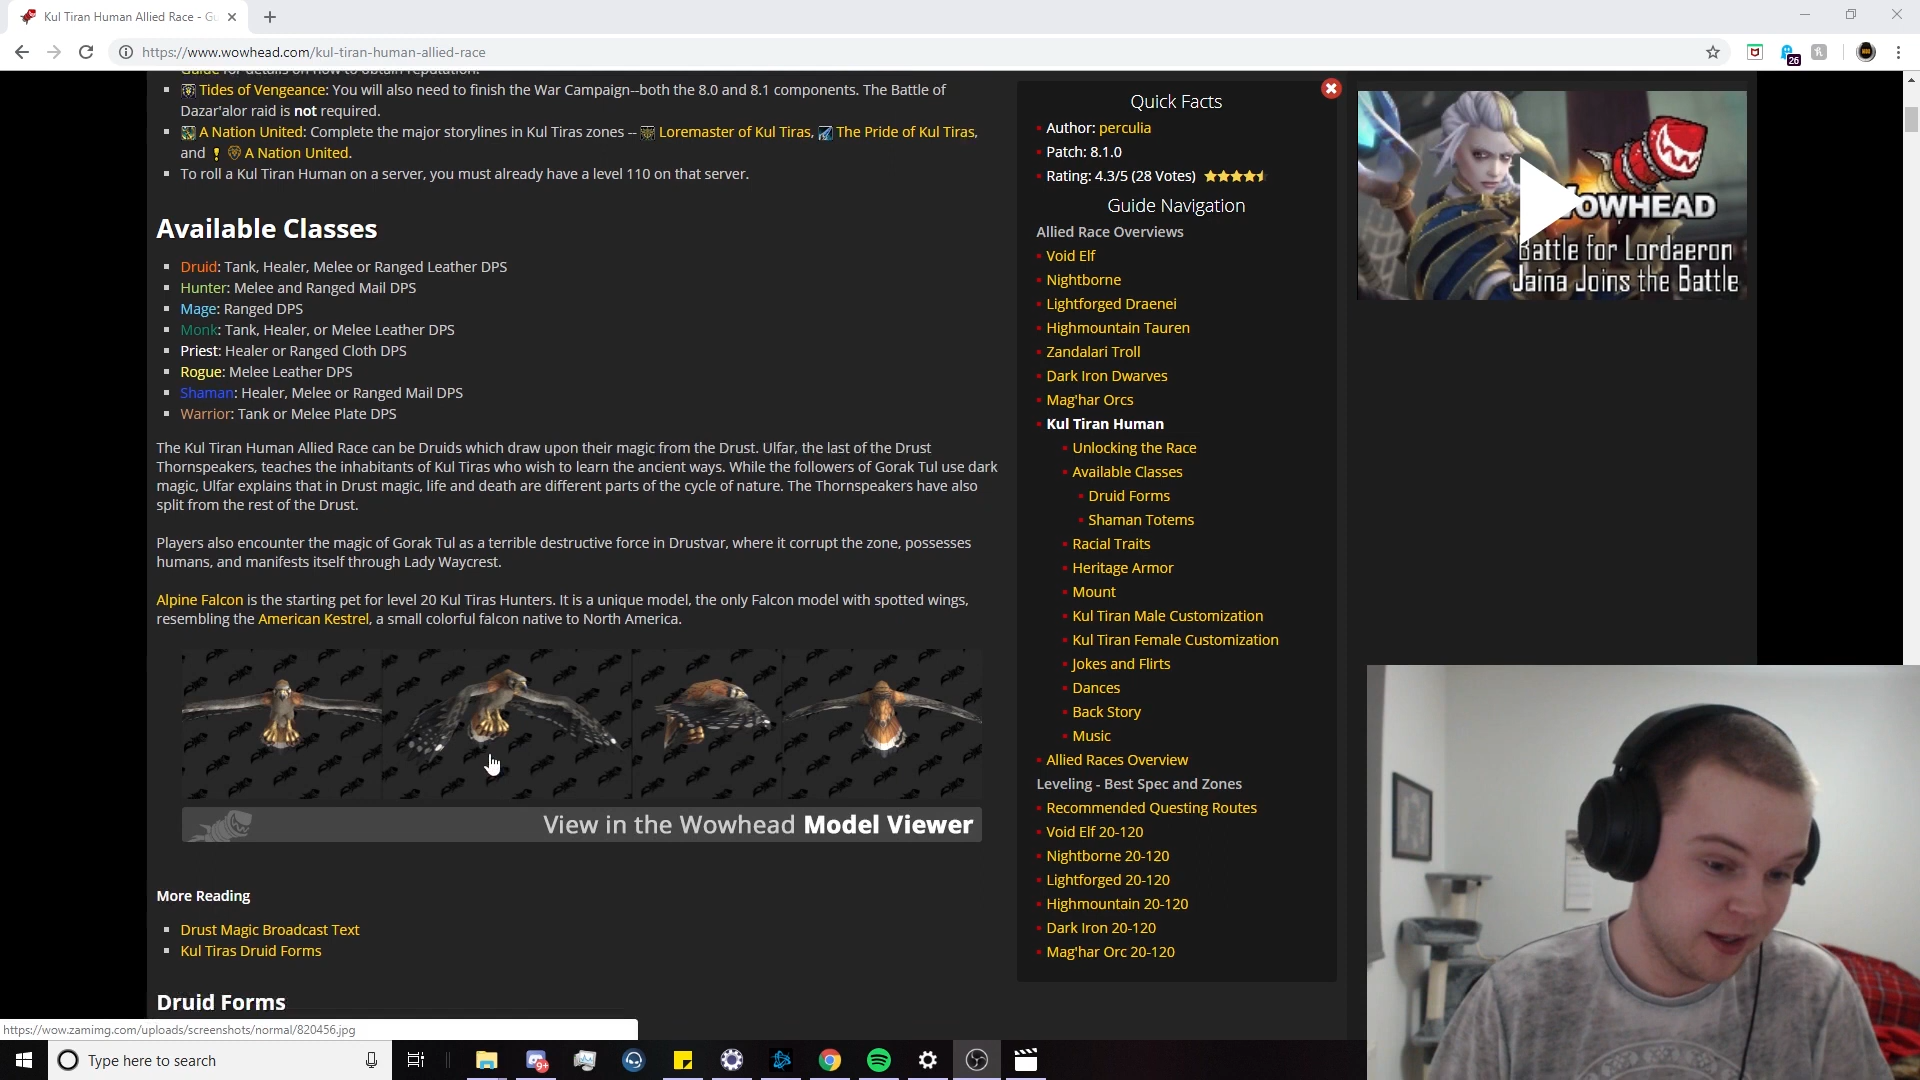 Kul Tiran Human Allied Race - Gu
https://www.wowhead.com/kul-tiran-human-allied-race
26
Guide for details on how to obtain reputation.
Tides of Vengeance: You will also need to finish the War Campaign--both the 8.0 and 8.1 components. The Battle of
Dazar'alor raid is not required.
A Nation United: Complete the major storylines in Kul Tiras zones -- Loremaster of Kul Tiras, The Pride of Kul Tiras,
and A Nation United.
To roll a Kul Tiran Human on a server, you must already have a level 110 on that server.
Available Classes
Druid: Tank, Healer, Melee or Ranged Leather DPS
Hunter: Melee and Ranged Mail DPS
Mage: Ranged DPS
Monk: Tank, Healer, or Melee Leather DPS
Priest: Healer or Ranged Cloth DPS
Rogue: Melee Leather DPS
Shaman: Healer, Melee or Ranged Mail DPS
Warrior: Tank or Melee Plate DPS
The Kul Tiran Human Allied Race can be Druids which draw upon their magic from the Drust. Ulfar, the last of the Drust
Thornspeakers, teaches the inhabitants of Kul Tiras who wish to learn the ancient ways. While the followers of Gorak Tul use dark
magic, Ulfar explains that in Drust magic, life and death are different parts of the cycle of nature. The Thornspeakers have also
split from the rest of the Drust.
Players also encounter the magic of Gorak Tul as a terrible destructive force in Drustvar, where it corrupt the zone, possesses
humans, and manifests itself through Lady Waycrest.
Alpine Falcon is the starting pet for level 20 Kul Tiras Hunters. It is a unique model, the only Falcon model with spotted wings,
resembling the American Kestrel, a small colorful falcon native to North America.
View in the Wowhead Model Viewer
More Reading
Drust Magic Broadcast Text
Kul Tiras Druid Forms
Druid Forms
Quick Facts
Author: perculia
Patch: 8.1.0
Rating: 4.3/5 (28 Votes)
Guide Navigation
Allied Race Overviews
Void Elf
Nightborne
Lightforged Draenei
Highmountain Tauren
Zandalari Troll
Dark Iron Dwarves
Mag'har Orcs
Kul Tiran Human
Unlocking the Race
Available Classes
Druid Forms
Shaman Totems
Racial Traits
Heritage Armor
Mount
Kul Tiran Male Customization
Kul Tiran Female Customization
Jokes and Flirts
Dances
Back Story
Music
Allied Races Overview
Leveling - Best Spec and Zones
Recommended Questing Routes
Void Elf 20-120
Nightborne 20-120
Lightforged 20-120
Highmountain 20-120
Dark Iron 20-120
Mag'har Orc 20-120
WOWHEAD
Battle for Lordaeron
Jaina Joins the Battle
https://wow.zamimg.com/uploads/screenshots/normal/820456.jpg
Type here to search